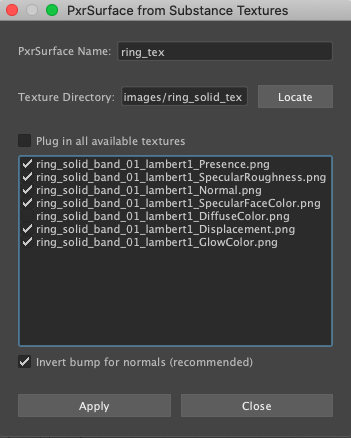 PxrSurface from Substance Textures
PxrSurface Name: ring_tex
Texture Directory: images/ring_solid_tex Locate
Plug in all available textures
ring_solid_band_01_lambert1_Presence.png
ring_solid_band_01_lambert1_SpecularRoughness.png
ring_solid_band_01_lambert1_Normal.png
ring_solid_band_01_lambert1_SpecularFaceColor.png
ring_solid_band_01_lambert1_DiffuseColor.png
ring_solid_band_01_lambert1_Displacement.png
ring_solid_band_01_lambert1_GlowColor.png
Invert bump for normals (recommended)
Apply Close